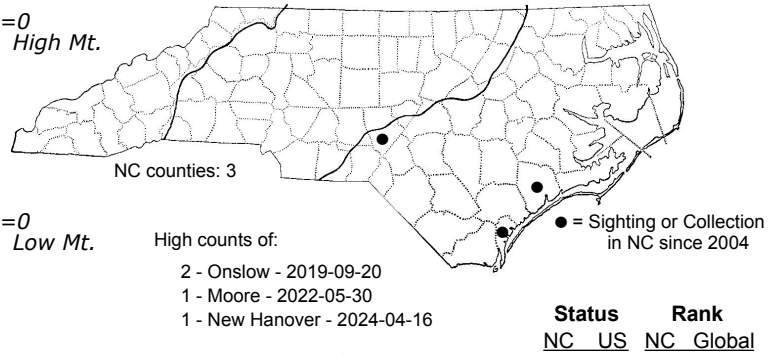 =0
High Mt.
NC counties: 3
=0
Low Mt.
High counts of:
2 - Onslow - 2019-09-20
1 - Moore - 2022-05-30
1 - New Hanover - 2024-04-16
● = Sighting or Collection
in NC since 2004
Status Rank
NC US NC Global